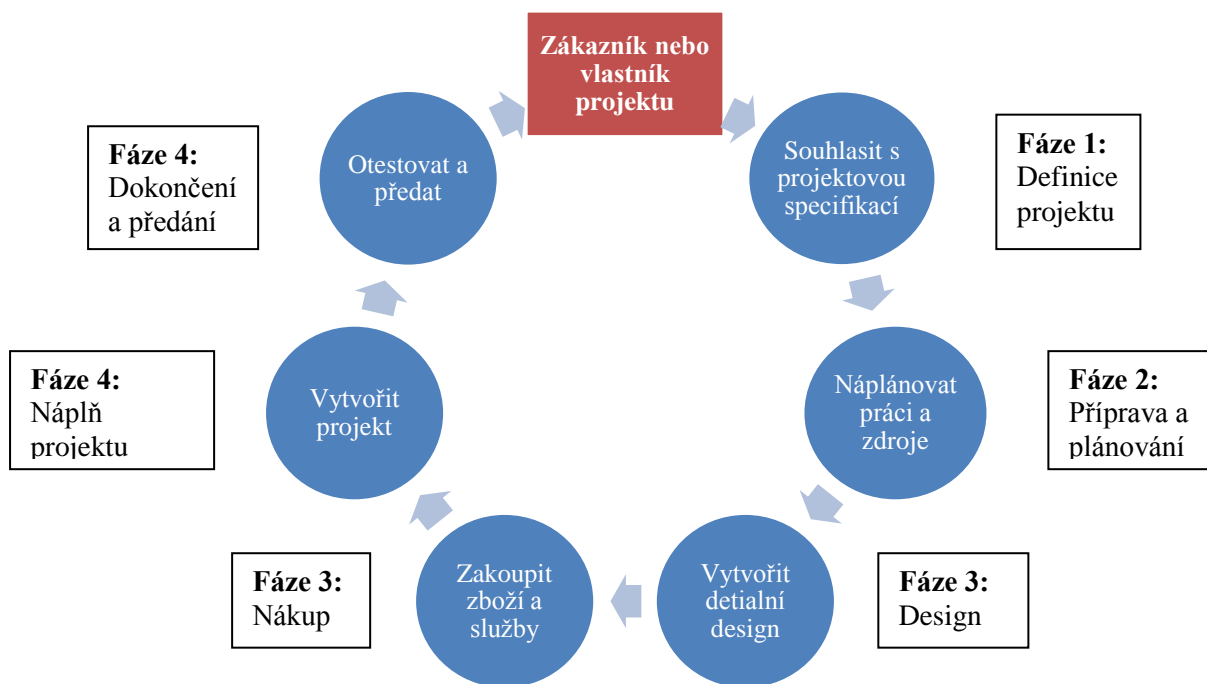 Zákazník nebo
vlastník
projektu
Souhlasit s
projektovou
specifikací
Fáze 1:
Definice
projektu
Náplánovat
práci a
zdroje
Fáze 2:
Příprava a
plánování
Vytvořit
detialní
design
Fáze 3:
Design
Zakoupit
zboží a
služby
Fáze 3:
Nákup
Vytvořit
projekt
Fáze 4:
Náplň
projektu
Otestovat a
předat
Fáze 4:
Dokončení
a předání